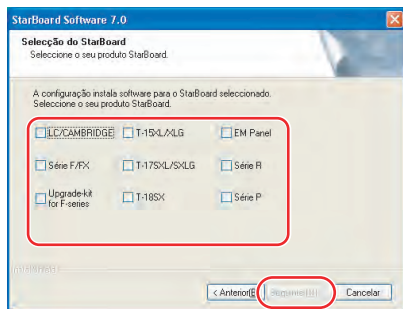 StarBoard Software 7.0
Selecção do StarBoard
Seleccione o seu produto StarBoard.
A configuração instala software para o StarBoard seleccionado.
Seleccione o seu produto StarBoard.
LC/CAMBRIDGE T-15XL/XLG EM Panel
Série F/FX T-17SXL/SXLG Série R
Upgrade-kit
for F-series T-18SX Série P
InstallShield
< Anterior(B) Seguinte(N) > Cancelar